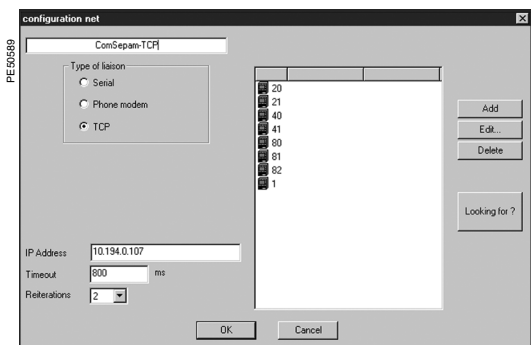 configuration net
PE50589
ComSepam-TCP
Type of liaison
Serial
Phone modem
TCP
20
21
40
41
80
81
82
1
Add
Edit...
Delete
Looking for ?
IP Address 10.194.0.107
Timeout 800 ms
Reiterations 2
OK Cancel